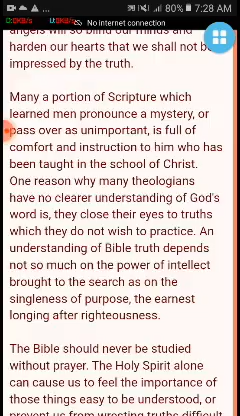 80% 7:28 AM
No internet connection
angels will so blind our minds and
harden our hearts that we shall not be
impressed by the truth.
Many a portion of Scripture which
learned men pronounce a mystery, or
pass over as unimportant, is full of
comfort and instruction to him who has
been taught in the school of Christ.
One reason why many theologians
have no clearer understanding of God's
word is, they close their eyes to truths
which they do not wish to practice. An
understanding of Bible truth depends
not so much on the power of intellect
brought to the search as on the
singleness of purpose, the earnest
longing after righteousness.
The Bible should never be studied
without prayer. The Holy Spirit alone
can cause us to feel the importance of
those things easy to be understood, or
prevent us from wresting truths difficult